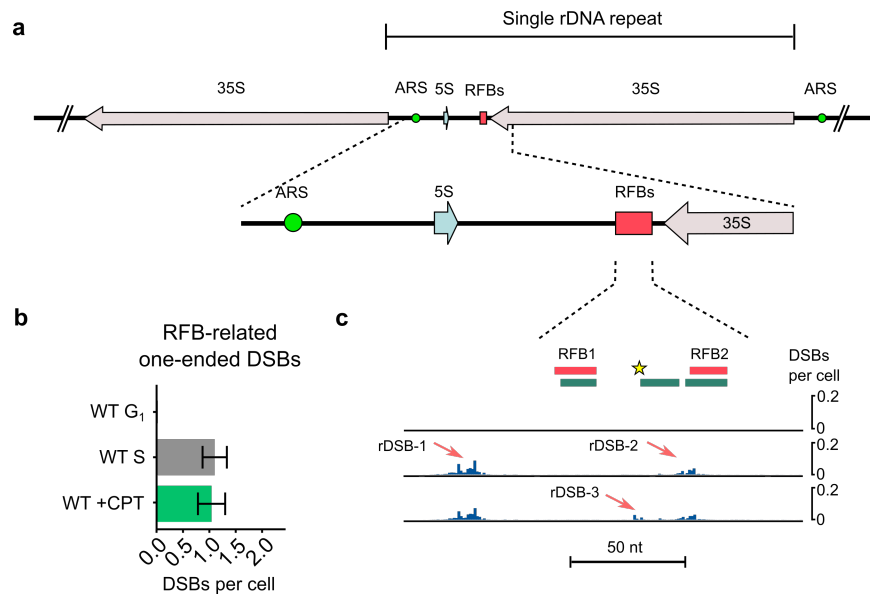 a
Single rDNA repeat
35S ARS 5S RFBs 35S ARS
ARS 5S RFBs
35S
b
RFB-related
one-ended DSBs
WT G1
WT S
WT +CPT
0.0 0.5 1.0 1.5 2.0
DSBs per cell
c
RFB1 RFB2 DSBs
per cell
0.2
0
rDSB-1 rDSB-2 0.2
0
rDSB-3 0.2
0
50 nt